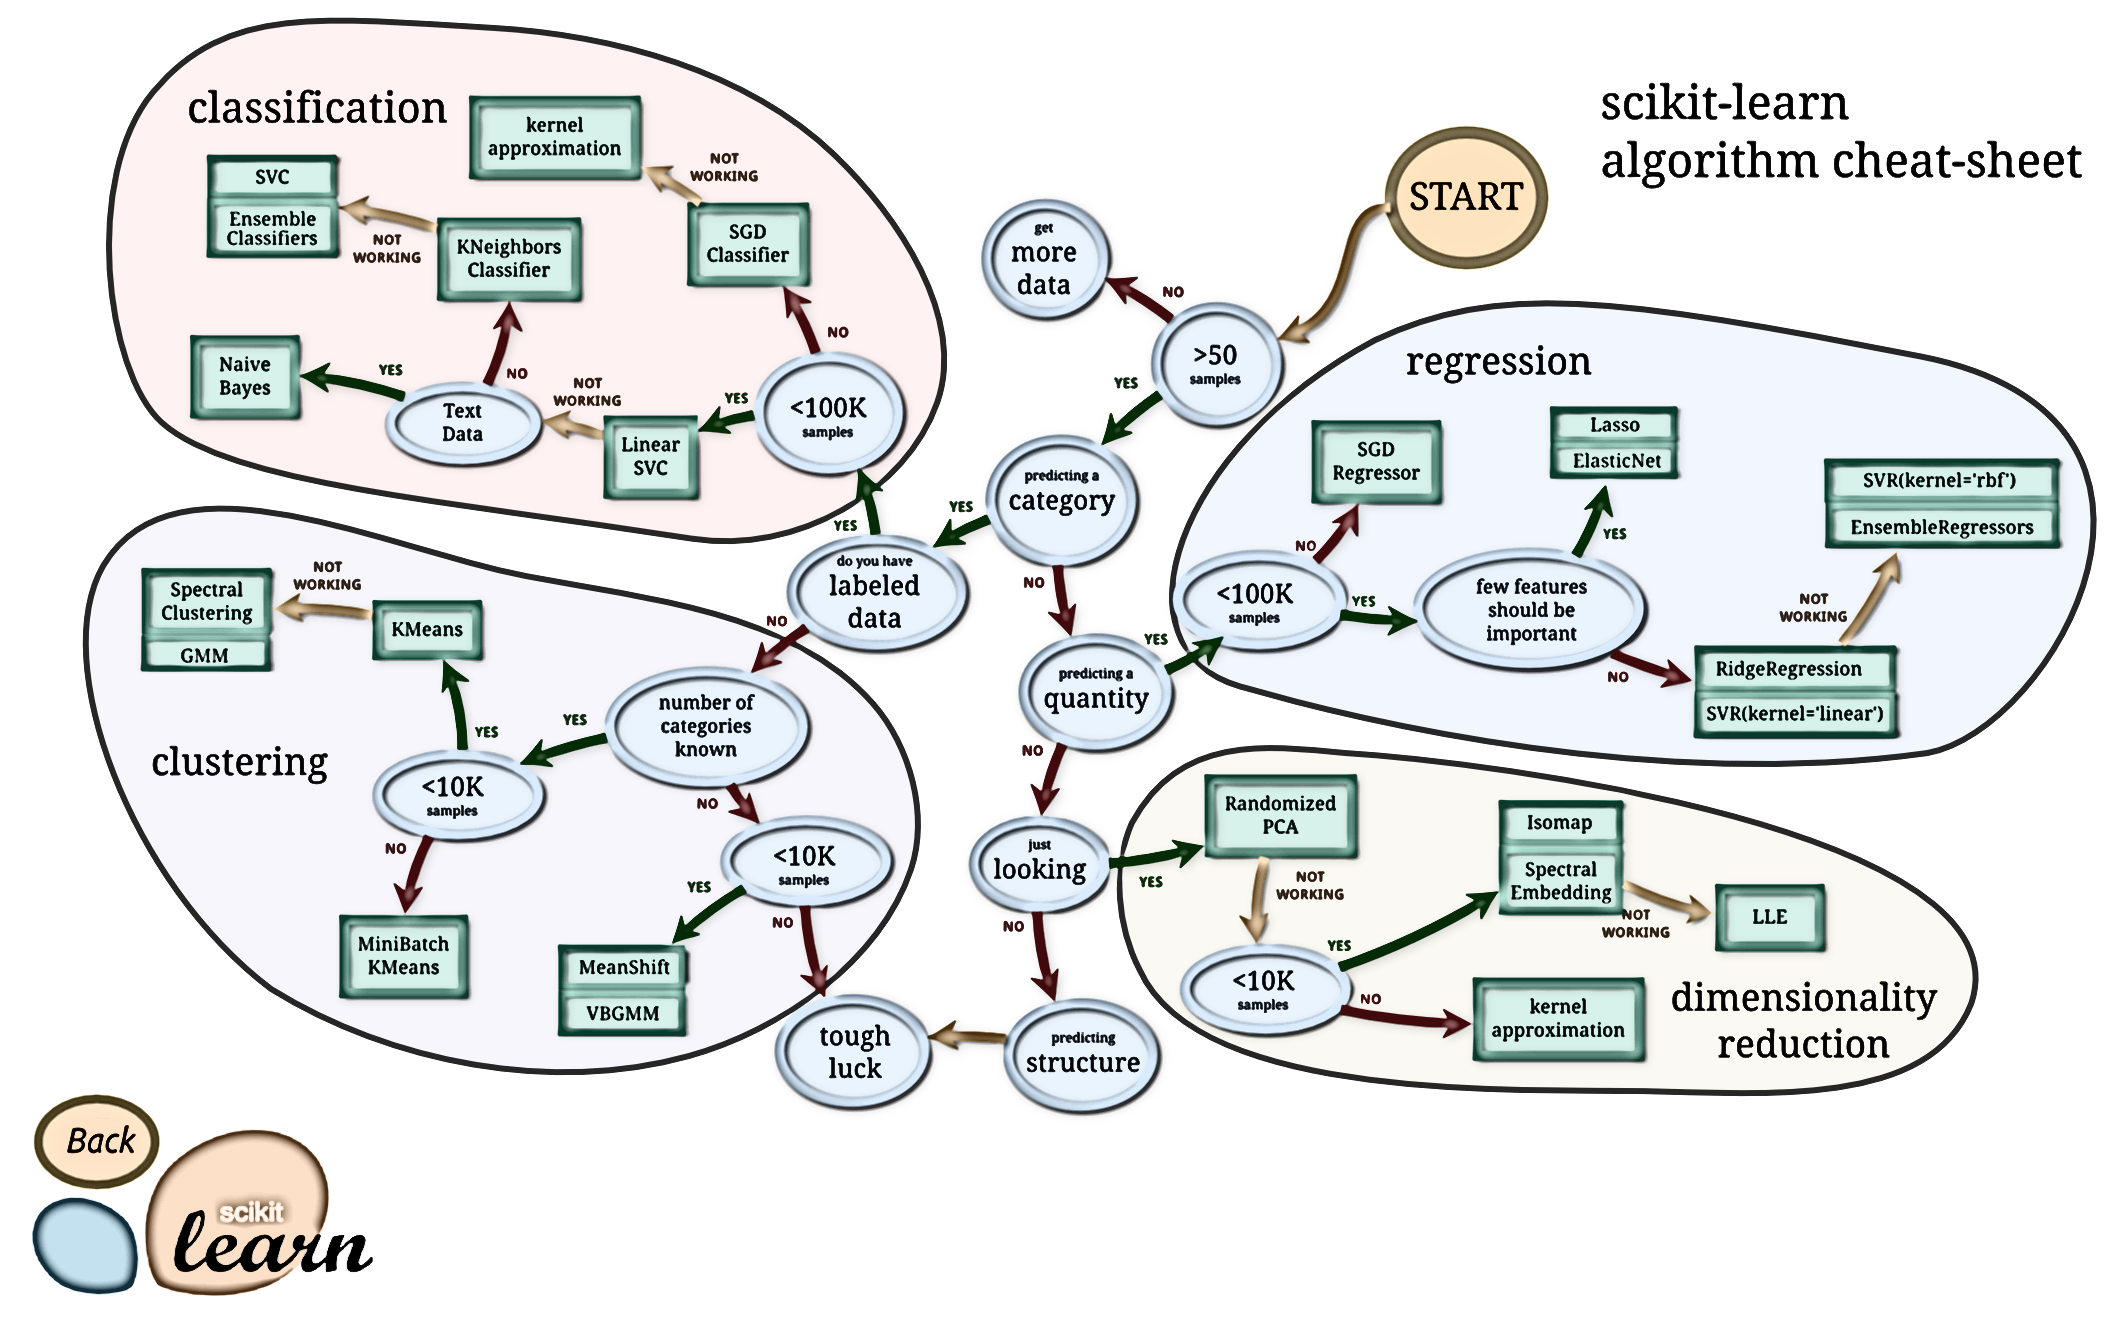 scikit-learn
algorithm cheat-sheet
START
classification
kernel
approximation
NOT
WORKING
SVC
Ensemble
Classifiers
NOT
WORKING
KNeighbors
Classifier
SGD
Classifier
NO
Naive
Bayes
YES
NO
Text
Data
NOT
WORKING
Linear
SVC
YES
<100K
samples
YES
get
more
data
NO
>50
samples
YES
predicting a
category
YES
NO
do you have
labeled
data
NO
predicting a
quantity
YES
NO
just
looking
YES
NO
predicting
structure
tough
luck
regression
SGD
Regressor
NO
<100K
samples
YES
Lasso
ElasticNet
YES
few features
should be
important
NO
SVR(kernel='rbf')
EnsembleRegressors
NOT
WORKING
RidgeRegression
SVR(kernel='linear')
clustering
Spectral
Clustering
GMM
NOT
WORKING
KMeans
YES
<10K
samples
YES
number of
categories
known
NO
NO
MiniBatch
KMeans
<10K
samples
YES
NO
MeanShift
VBGMM
dimensionality
reduction
Randomized
PCA
NOT
WORKING
<10K
samples
YES
NO
Isomap
Spectral
Embedding
NOT
WORKING
LLE
kernel
approximation
Back
scikit
learn